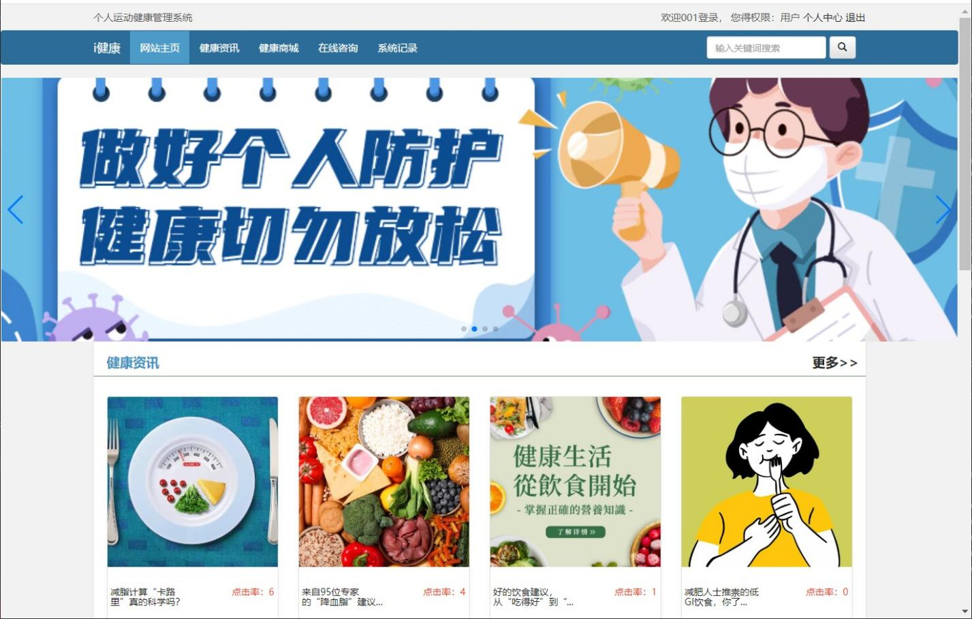 个人运动健康管理系统
欢迎001登录， 您得权限：用户 个人中心 退出
i健康 网站主页 健康资讯 健康商城 在线咨询 系统记录 输入关键词搜索
做好个人防护
健康切勿放松
健康资讯
更多>>
健康生活
從飲食開始
- 掌握正確的營養知識 -
了解详情
减脂计算“卡路
里”真的科学吗?
点击率：6
来自95位专家
的“降血脂”建议...
点击率：4
好的饮食建议，
从“吃得好”到“...
点击率：1
减肥人士推崇的低
GI饮食，你了...
点击率：0